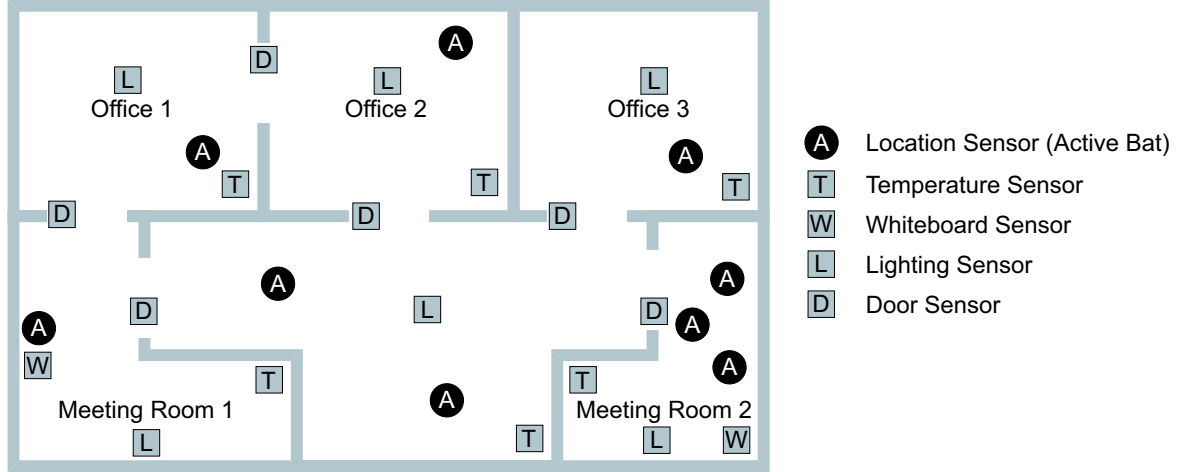 A
D
L
L
L
Office 1
Office 2
Office 3
A
A
T
T
T
D
D
D
A
A
D
L
D
A
A
W
A
T
T
Meeting Room 1
A
Meeting Room 2
L
T
L
W
A Location Sensor (Active Bat)
T Temperature Sensor
W Whiteboard Sensor
L Lighting Sensor
D Door Sensor